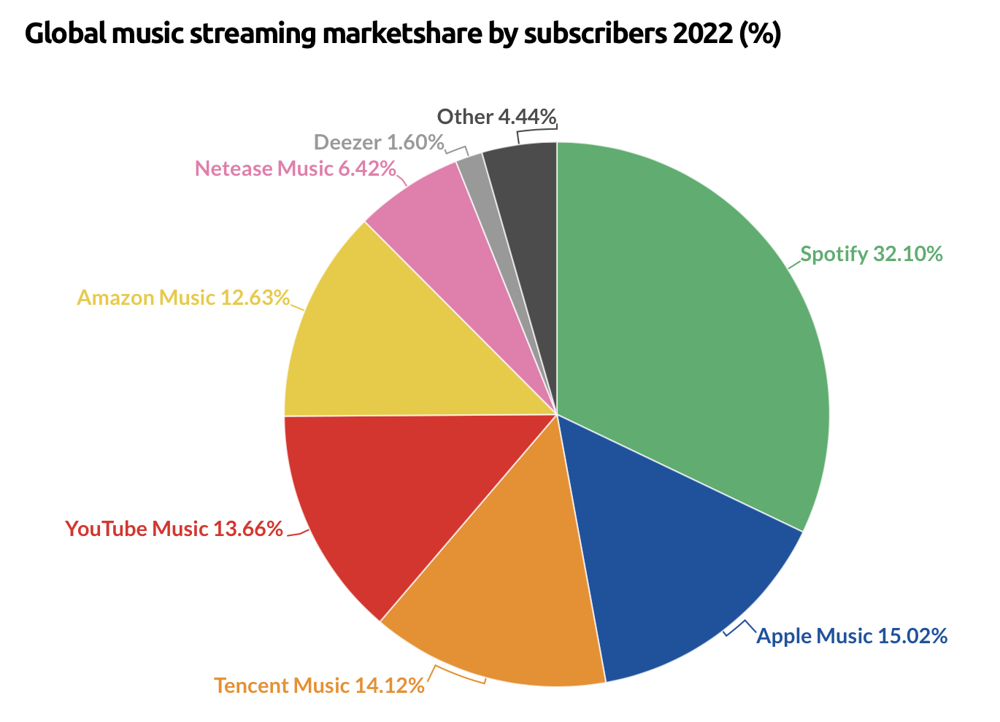 Global music streaming marketshare by subscribers 2022 (%)
Other 4.44%
Deezer 1.60%
Netease Music 6.42%
Spotify 32.10%
Amazon Music 12.63%
YouTube Music 13.66%
Apple Music 15.02%
Tencent Music 14.12%